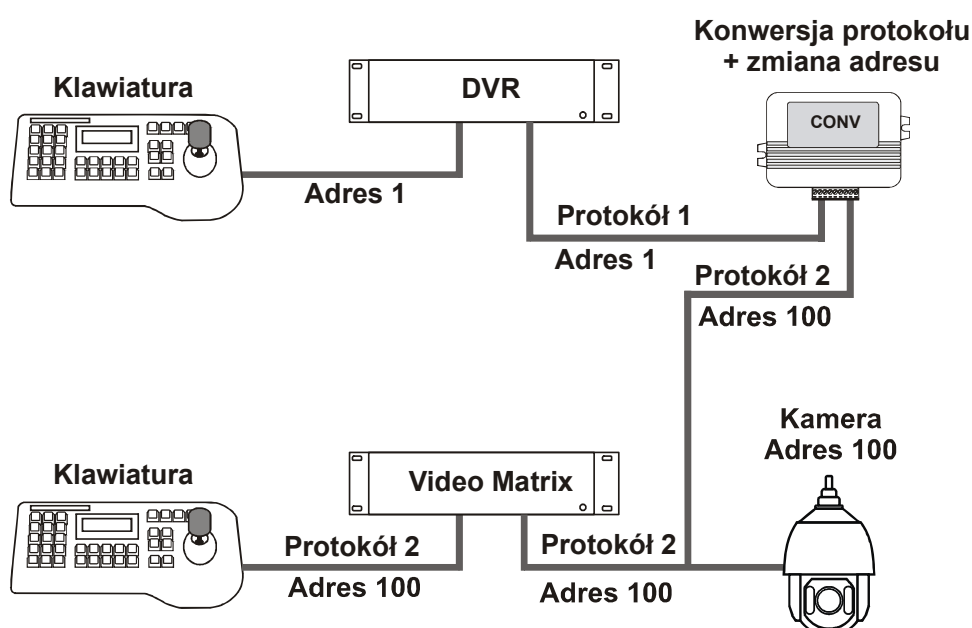 Konwersja protokołu
+ zmiana adresu
Klawiatura
DVR
CONV
Adres 1
Protokół 1
Adres 1
Protokół 2
Adres 100
Kamera
Adres 100
Klawiatura
Video Matrix
Protokół 2
Adres 100
Protokół 2
Adres 100